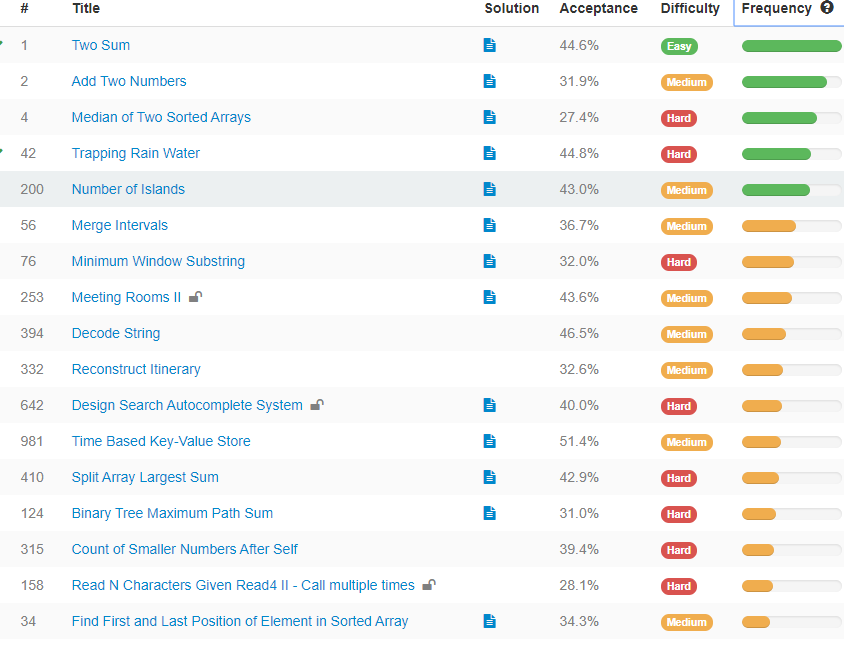 # Title Solution Acceptance Difficulty Frequency ?
1 Two Sum 44.6% Easy
2 Add Two Numbers 31.9% Medium
4 Median of Two Sorted Arrays 27.4% Hard
42 Trapping Rain Water 44.8% Hard
200 Number of Islands 43.0% Medium
56 Merge Intervals 36.7% Medium
76 Minimum Window Substring 32.0% Hard
253 Meeting Rooms II 43.6% Medium
394 Decode String 46.5% Medium
332 Reconstruct Itinerary 32.6% Medium
642 Design Search Autocomplete System 40.0% Hard
981 Time Based Key-Value Store 51.4% Medium
410 Split Array Largest Sum 42.9% Hard
124 Binary Tree Maximum Path Sum 31.0% Hard
315 Count of Smaller Numbers After Self 39.4% Hard
158 Read N Characters Given Read4 II - Call multiple times 28.1% Hard
34 Find First and Last Position of Element in Sorted Array 34.3% Medium